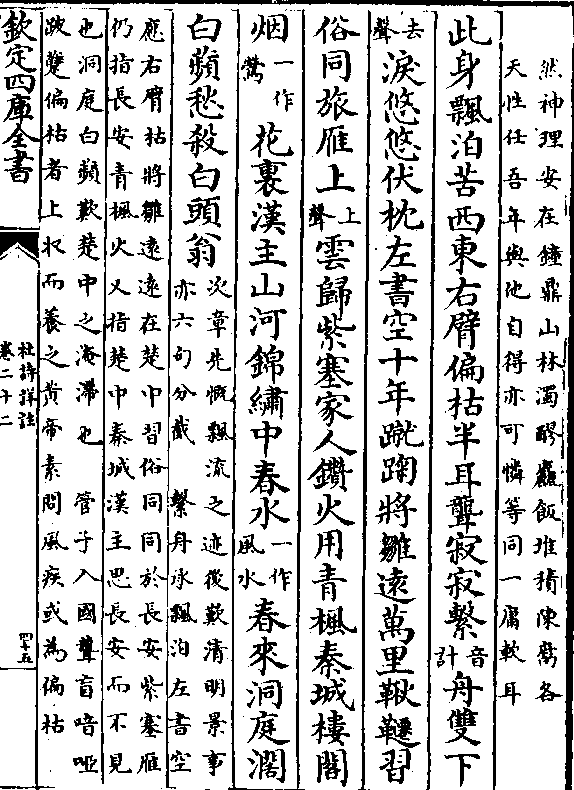 然神理安在鐘鼎山林濁醪麤飯堆積陳腐各
天性任吾年與他自得亦可憐等同一庸軟耳
此身飄泊苦西東右臂偏枯半耳聾寂寂繫音計舟雙下
去聲淚悠悠伏枕左書空十年蹴踘將雛遠萬里鞦韆習
俗同旅雁上上聲雲歸紫塞家人鑽火用青楓秦城樓閣
烟一作鶯花裏漢主山河錦繡中春水一作風水春來洞庭濶
白蘋愁殺白頭翁次章先慨飄流之迹後歎清明景事
亦六句分截 繫舟承飄泊左書空
應右臂枯將雛遠遠在楚中習俗同同於長安紫塞雁
仍指長安青楓火又指楚中秦城漢主思長安而不見
也洞庭白蘋歎楚中之淹滯也 管子入國聾盲喑啞
跛躄偏枯者上收而養之黃帝素問風疾或為偏枯
欽定四庫全書
杜詩詳註
卷二十二
四十五